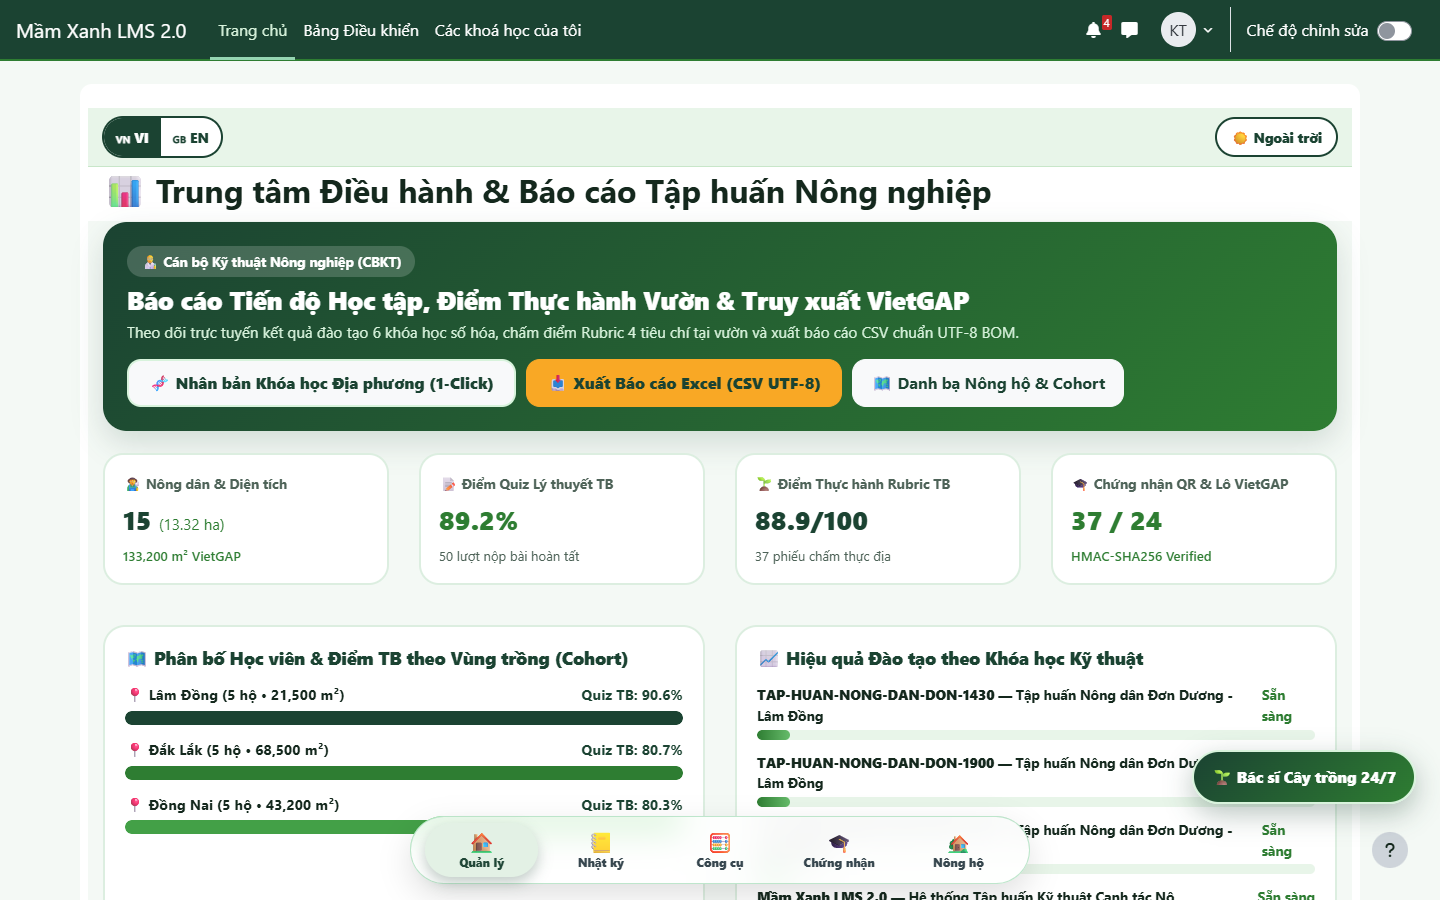 Mầm Xanh LMS 2.0
Trang chủ
Bảng Điều khiển
Các khoá học của tôi
4
KT
Chế độ chỉnh sửa
VN VI
GB EN
Ngoài trời
Trung tâm Điều hành & Báo cáo Tập huấn Nông nghiệp
Cán bộ Kỹ thuật Nông nghiệp (CBKT)
Báo cáo Tiến độ Học tập, Điểm Thực hành Vườn & Truy xuất VietGAP
Theo dõi trực tuyến kết quả đào tạo 6 khóa học số hóa, chấm điểm Rubric 4 tiêu chí tại vườn và xuất báo cáo CSV chuẩn UTF-8 BOM.
Nhân bản Khóa học Địa phương (1-Click)
Xuất Báo cáo Excel (CSV UTF-8)
Danh bạ Nông hộ & Cohort
Nông dân & Diện tích
15 (13.32 ha)
133,200 m² VietGAP
Điểm Quiz Lý thuyết TB
89.2%
50 lượt nộp bài hoàn tất
Điểm Thực hành Rubric TB
88.9/100
37 phiếu chấm thực địa
Chứng nhận QR & Lô VietGAP
37 / 24
HMAC-SHA256 Verified
Phân bố Học viên & Điểm TB theo Vùng trồng (Cohort)
Lâm Đồng (5 hộ • 21,500 m²)
Quiz TB: 90.6%
Đắk Lắk (5 hộ • 68,500 m²)
Quiz TB: 80.7%
Đồng Nai (5 hộ • 43,200 m²)
Quiz TB: 80.3%
Hiệu quả Đào tạo theo Khóa học Kỹ thuật
TAP-HUAN-NONG-DAN-DON-1430 — Tập huấn Nông dân Đơn Dương -
Lâm Đồng
Sẵn
sàng
TAP-HUAN-NONG-DAN-DON-1900 — Tập huấn Nông dân Đơn
Lâm Đồng
Tập huấn Nông dân Đơn Dương -
Sẵn
sàng
Mầm Xanh LMS 2.0 — Hệ thống Tập huấn Kỹ thuật Canh tác Nô
Sẵn sàng
Bác sĩ Cây trồng 24/7
Quản lý
Nhật ký
Công cụ
Chứng nhận
Nông hộ
?